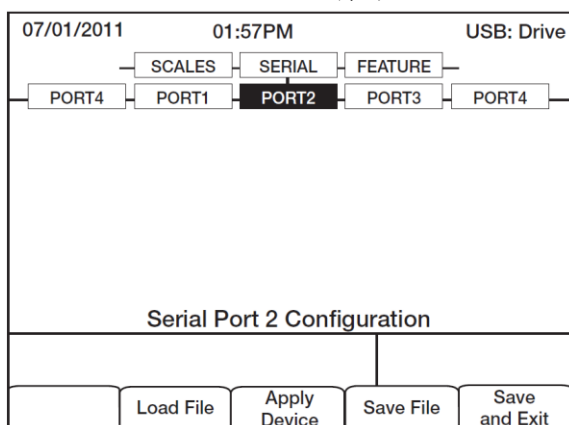 07/01/2011 01:57PM USB: Drive
SCALES SERIAL FEATURE
PORT4 PORT1 PORT2 PORT3 PORT4
Serial Port 2 Configuration
Load File Apply Device Save File Save and Exit